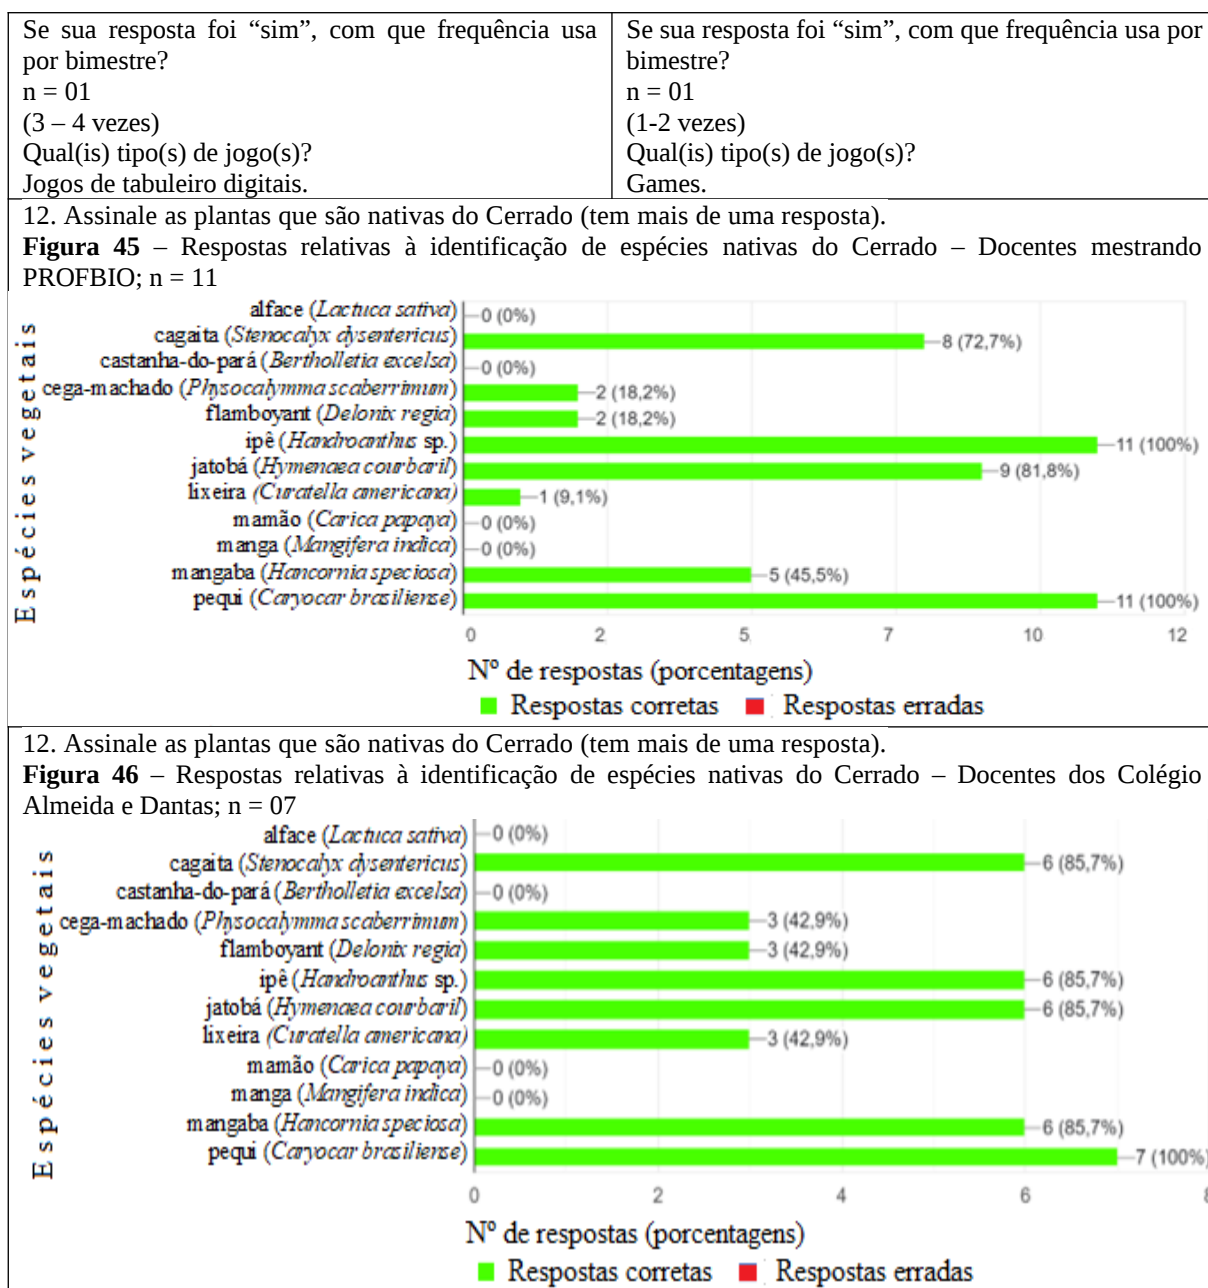 Se sua resposta foi “sim”, com que frequência usa
por bimestre?
n = 01
(3 – 4 vezes)
Qual(is) tipo(s) de jogo(s)?
Jogos de tabuleiro digitais.
Se sua resposta foi “sim”, com que frequência usa por
bimestre?
n = 01
(1-2 vezes)
Qual(is) tipo(s) de jogo(s)?
Games.
12. Assinale as plantas que são nativas do Cerrado (tem mais de uma resposta).
Figura 45 – Respostas relativas à identificação de espécies nativas do Cerrado – Docentes mestrando
PROFBIO; n = 11
Espécies vegetais
alface (Lactuca sativa) 0 (0%)
cagaita (Stenocalyx dysentericus) 8 (72,7%)
castanha-do-pará (Bertholletia excelsa) 0 (0%)
cega-machado (Physocalymma scaberrimum) 2 (18,2%)
flamboyant (Delonix regia) 2 (18,2%)
ipê (Handroanthus sp.) 11 (100%)
jatobá (Hymenaea courbaril) 9 (81,8%)
lixeira (Curatella americana) 1 (9,1%)
mamão (Carica papaya) 0 (0%)
manga (Mangifera indica) 0 (0%)
mangaba (Hancornia speciosa) 5 (45,5%)
pequi (Caryocar brasiliense) 11 (100%)
0 2 5 7 10 12
Nº de respostas (porcentagens)
Respostas corretas Respostas erradas
12. Assinale as plantas que são nativas do Cerrado (tem mais de uma resposta).
Figura 46 – Respostas relativas à identificação de espécies nativas do Cerrado – Docentes dos Colégio
Almeida e Dantas; n = 07
Espécies vegetais
alface (Lactuca sativa) 0 (0%)
cagaita (Stenocalyx dysentericus) 6 (85,7%)
castanha-do-pará (Bertholletia excelsa) 0 (0%)
cega-machado (Physocalymma scaberrimum) 3 (42,9%)
flamboyant (Delonix regia) 3 (42,9%)
ipê (Handroanthus sp.) 6 (85,7%)
jatobá (Hymenaea courbaril) 6 (85,7%)
lixeira (Curatella americana) 3 (42,9%)
mamão (Carica papaya) 0 (0%)
manga (Mangifera indica) 0 (0%)
mangaba (Hancornia speciosa) 6 (85,7%)
pequi (Caryocar brasiliense) 7 (100%)
0 2 4 6 8
Nº de respostas (porcentagens)
Respostas corretas Respostas erradas